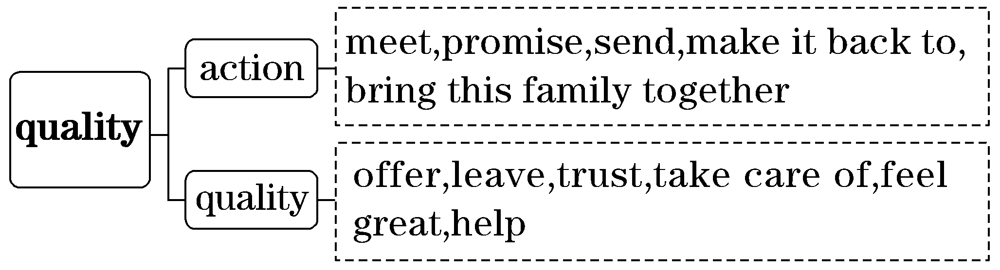 quality
action
meet,promise,send,make it back to,
bring this family together
quality
offer,leave,trust,take care of,feel
great,help